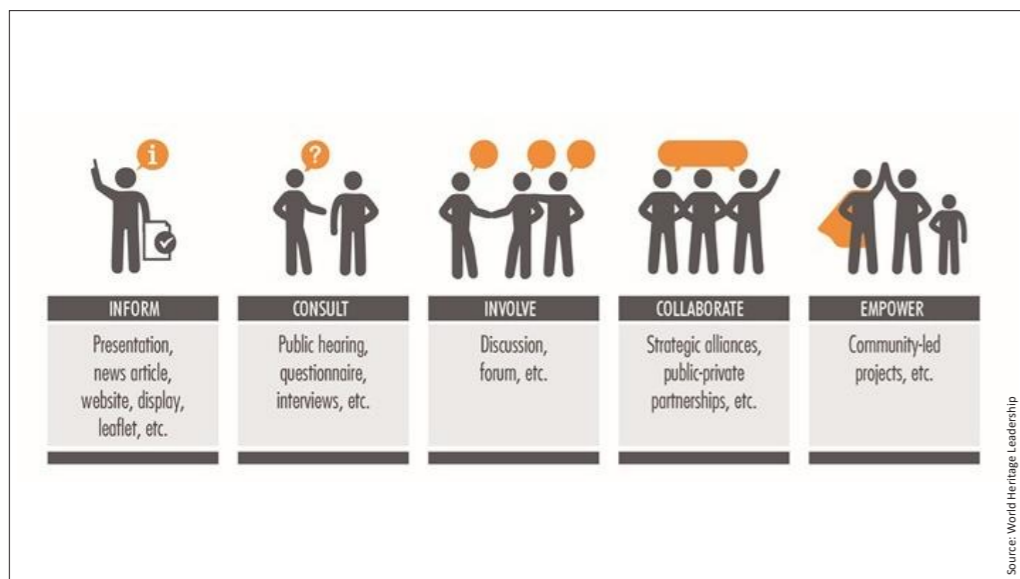 i
?
INFORM
Presentation,
news article,
website, display,
leaflet, etc.
CONSULT
Public hearing,
questionnaire,
interviews, etc.
INVOLVE
Discussion,
forum, etc.
COLLABORATE
Strategic alliances,
public-private
partnerships, etc.
EMPOWER
Community-led
projects, etc.
Source: World Heritage Leadership